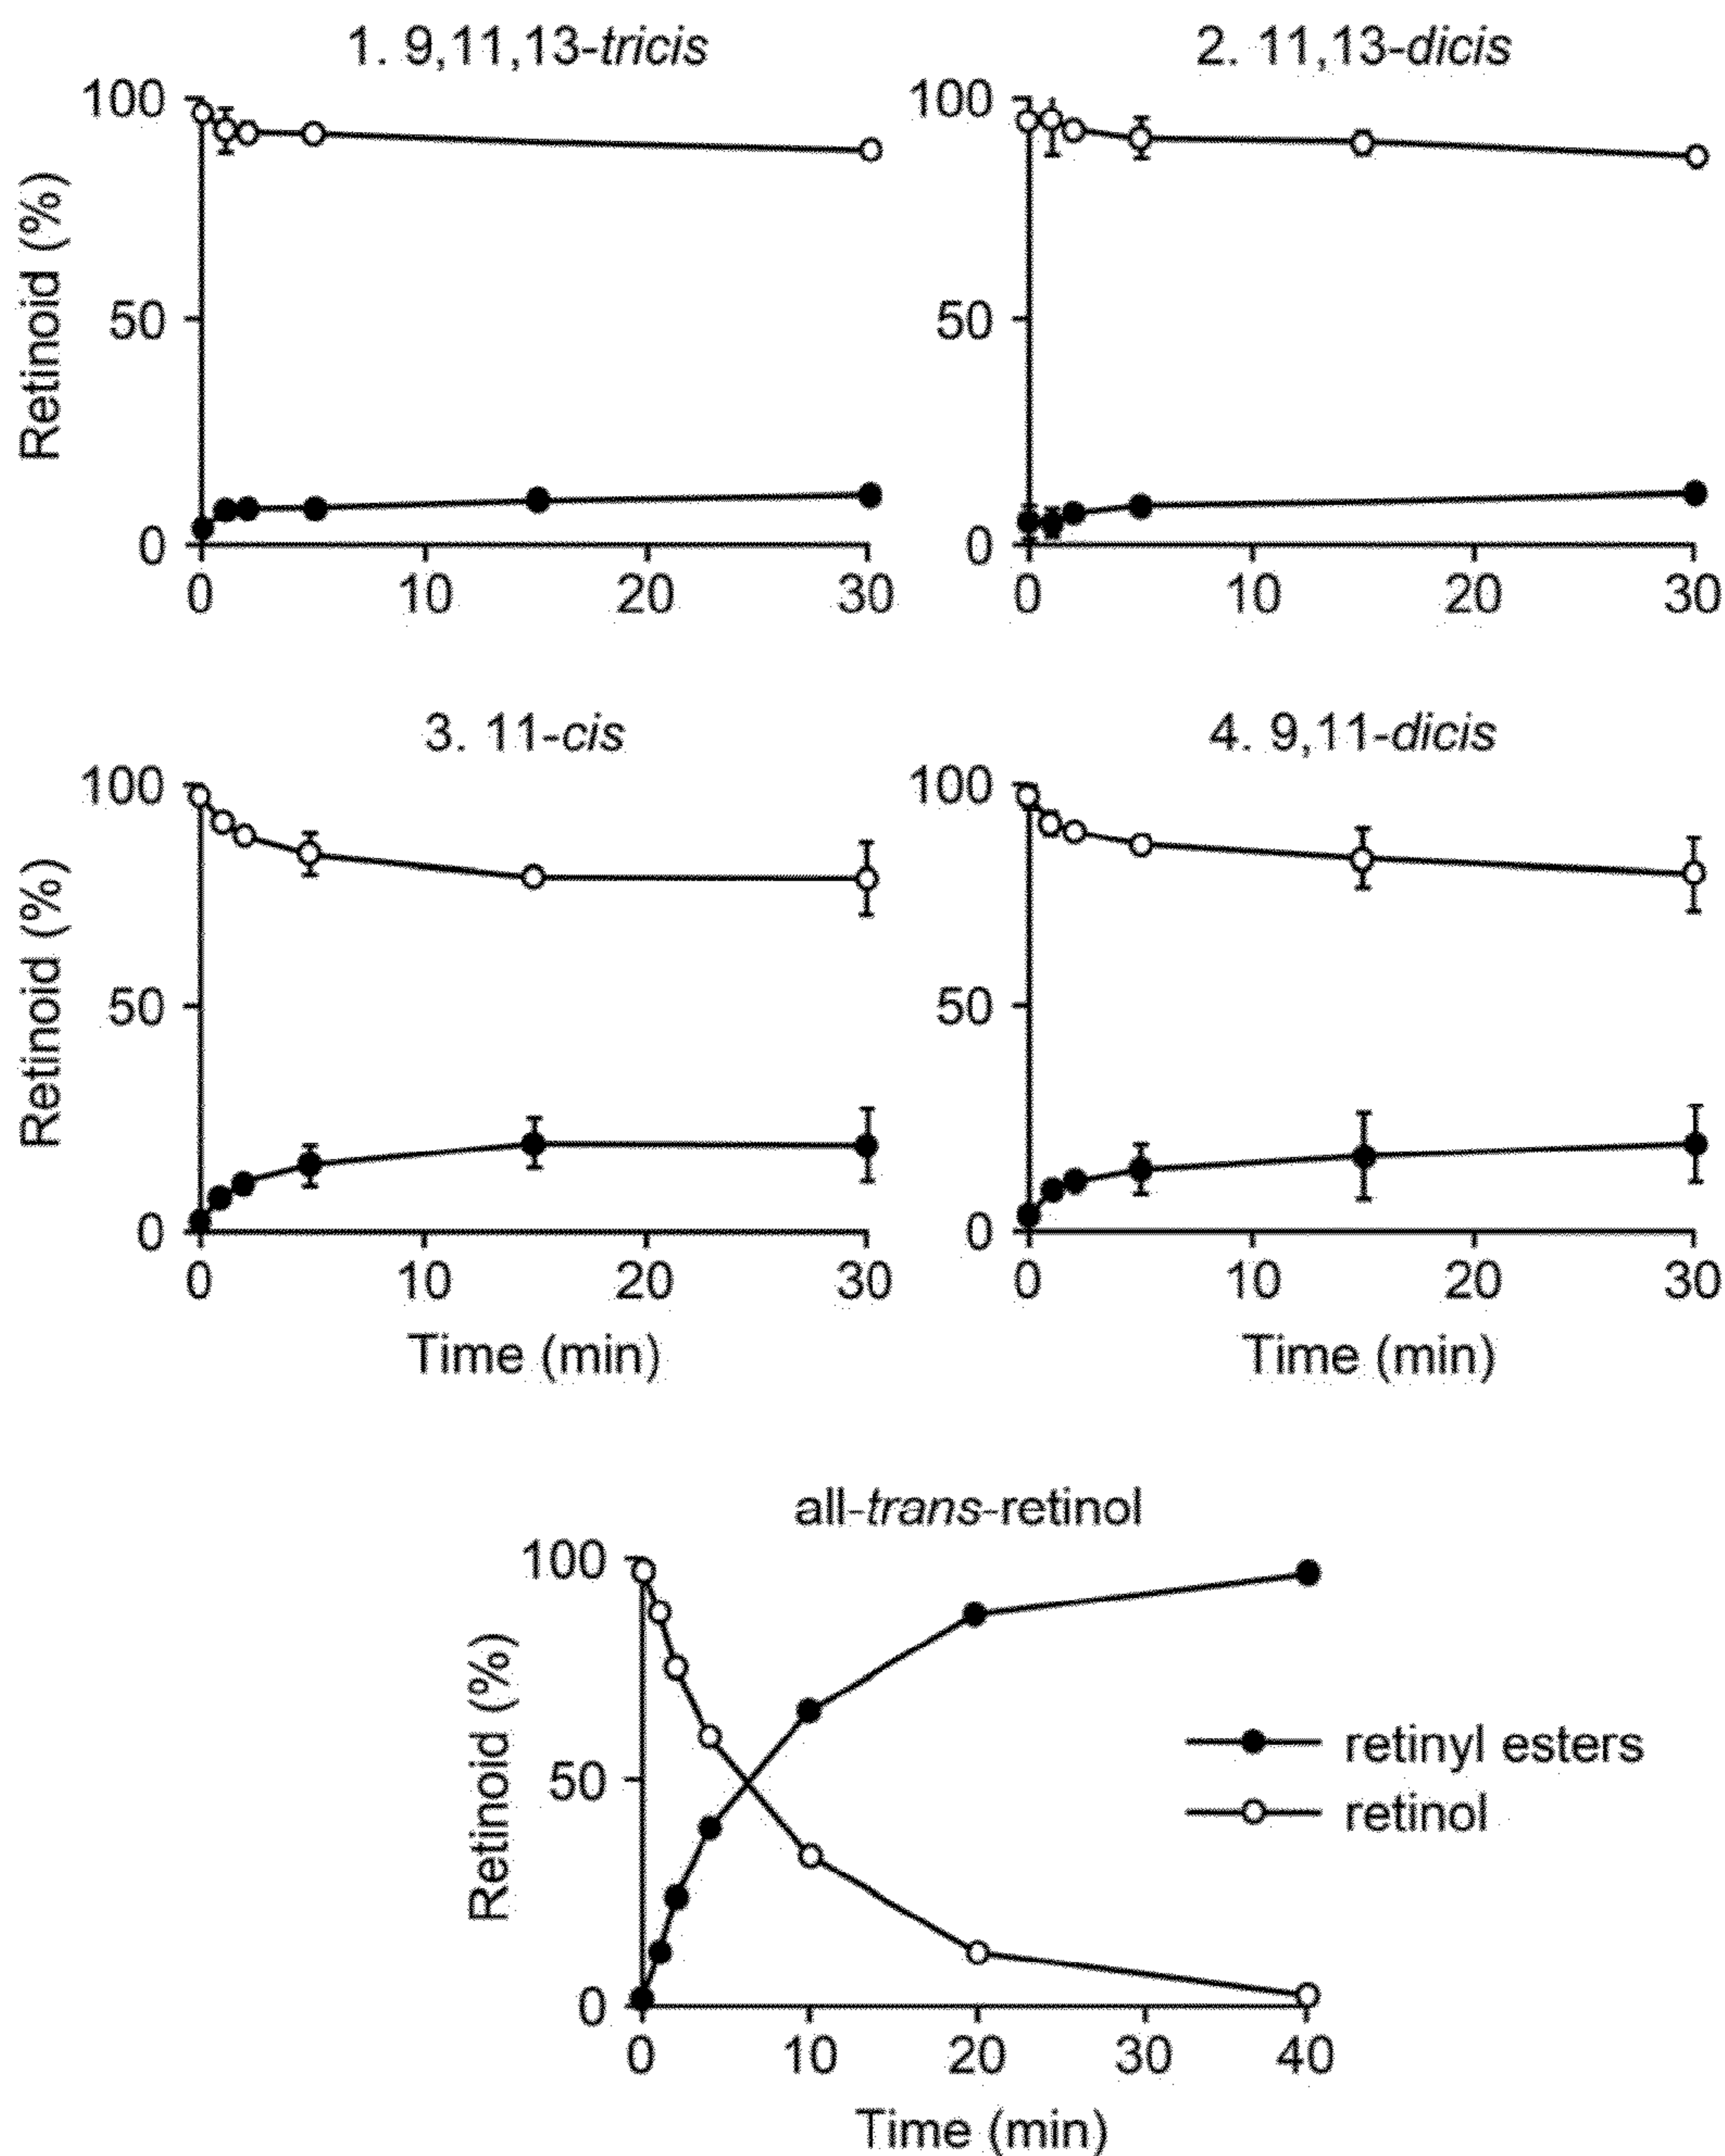 1. 9,11,13-tricis
2. 11,13-dicis
100
50
0
Retinoid (%)
0 10 20 30
100
50
0
0 10 20 30
3. 11-cis
4. 9,11-dicis
100
50
0
Retinoid (%)
0 10 20 30
Time (min)
100
50
0
0 10 20 30
Time (min)
all-trans-retinol
100
50
0
Retinoid (%)
0 10 20 30 40
Time (min)
retinyl esters
retinol